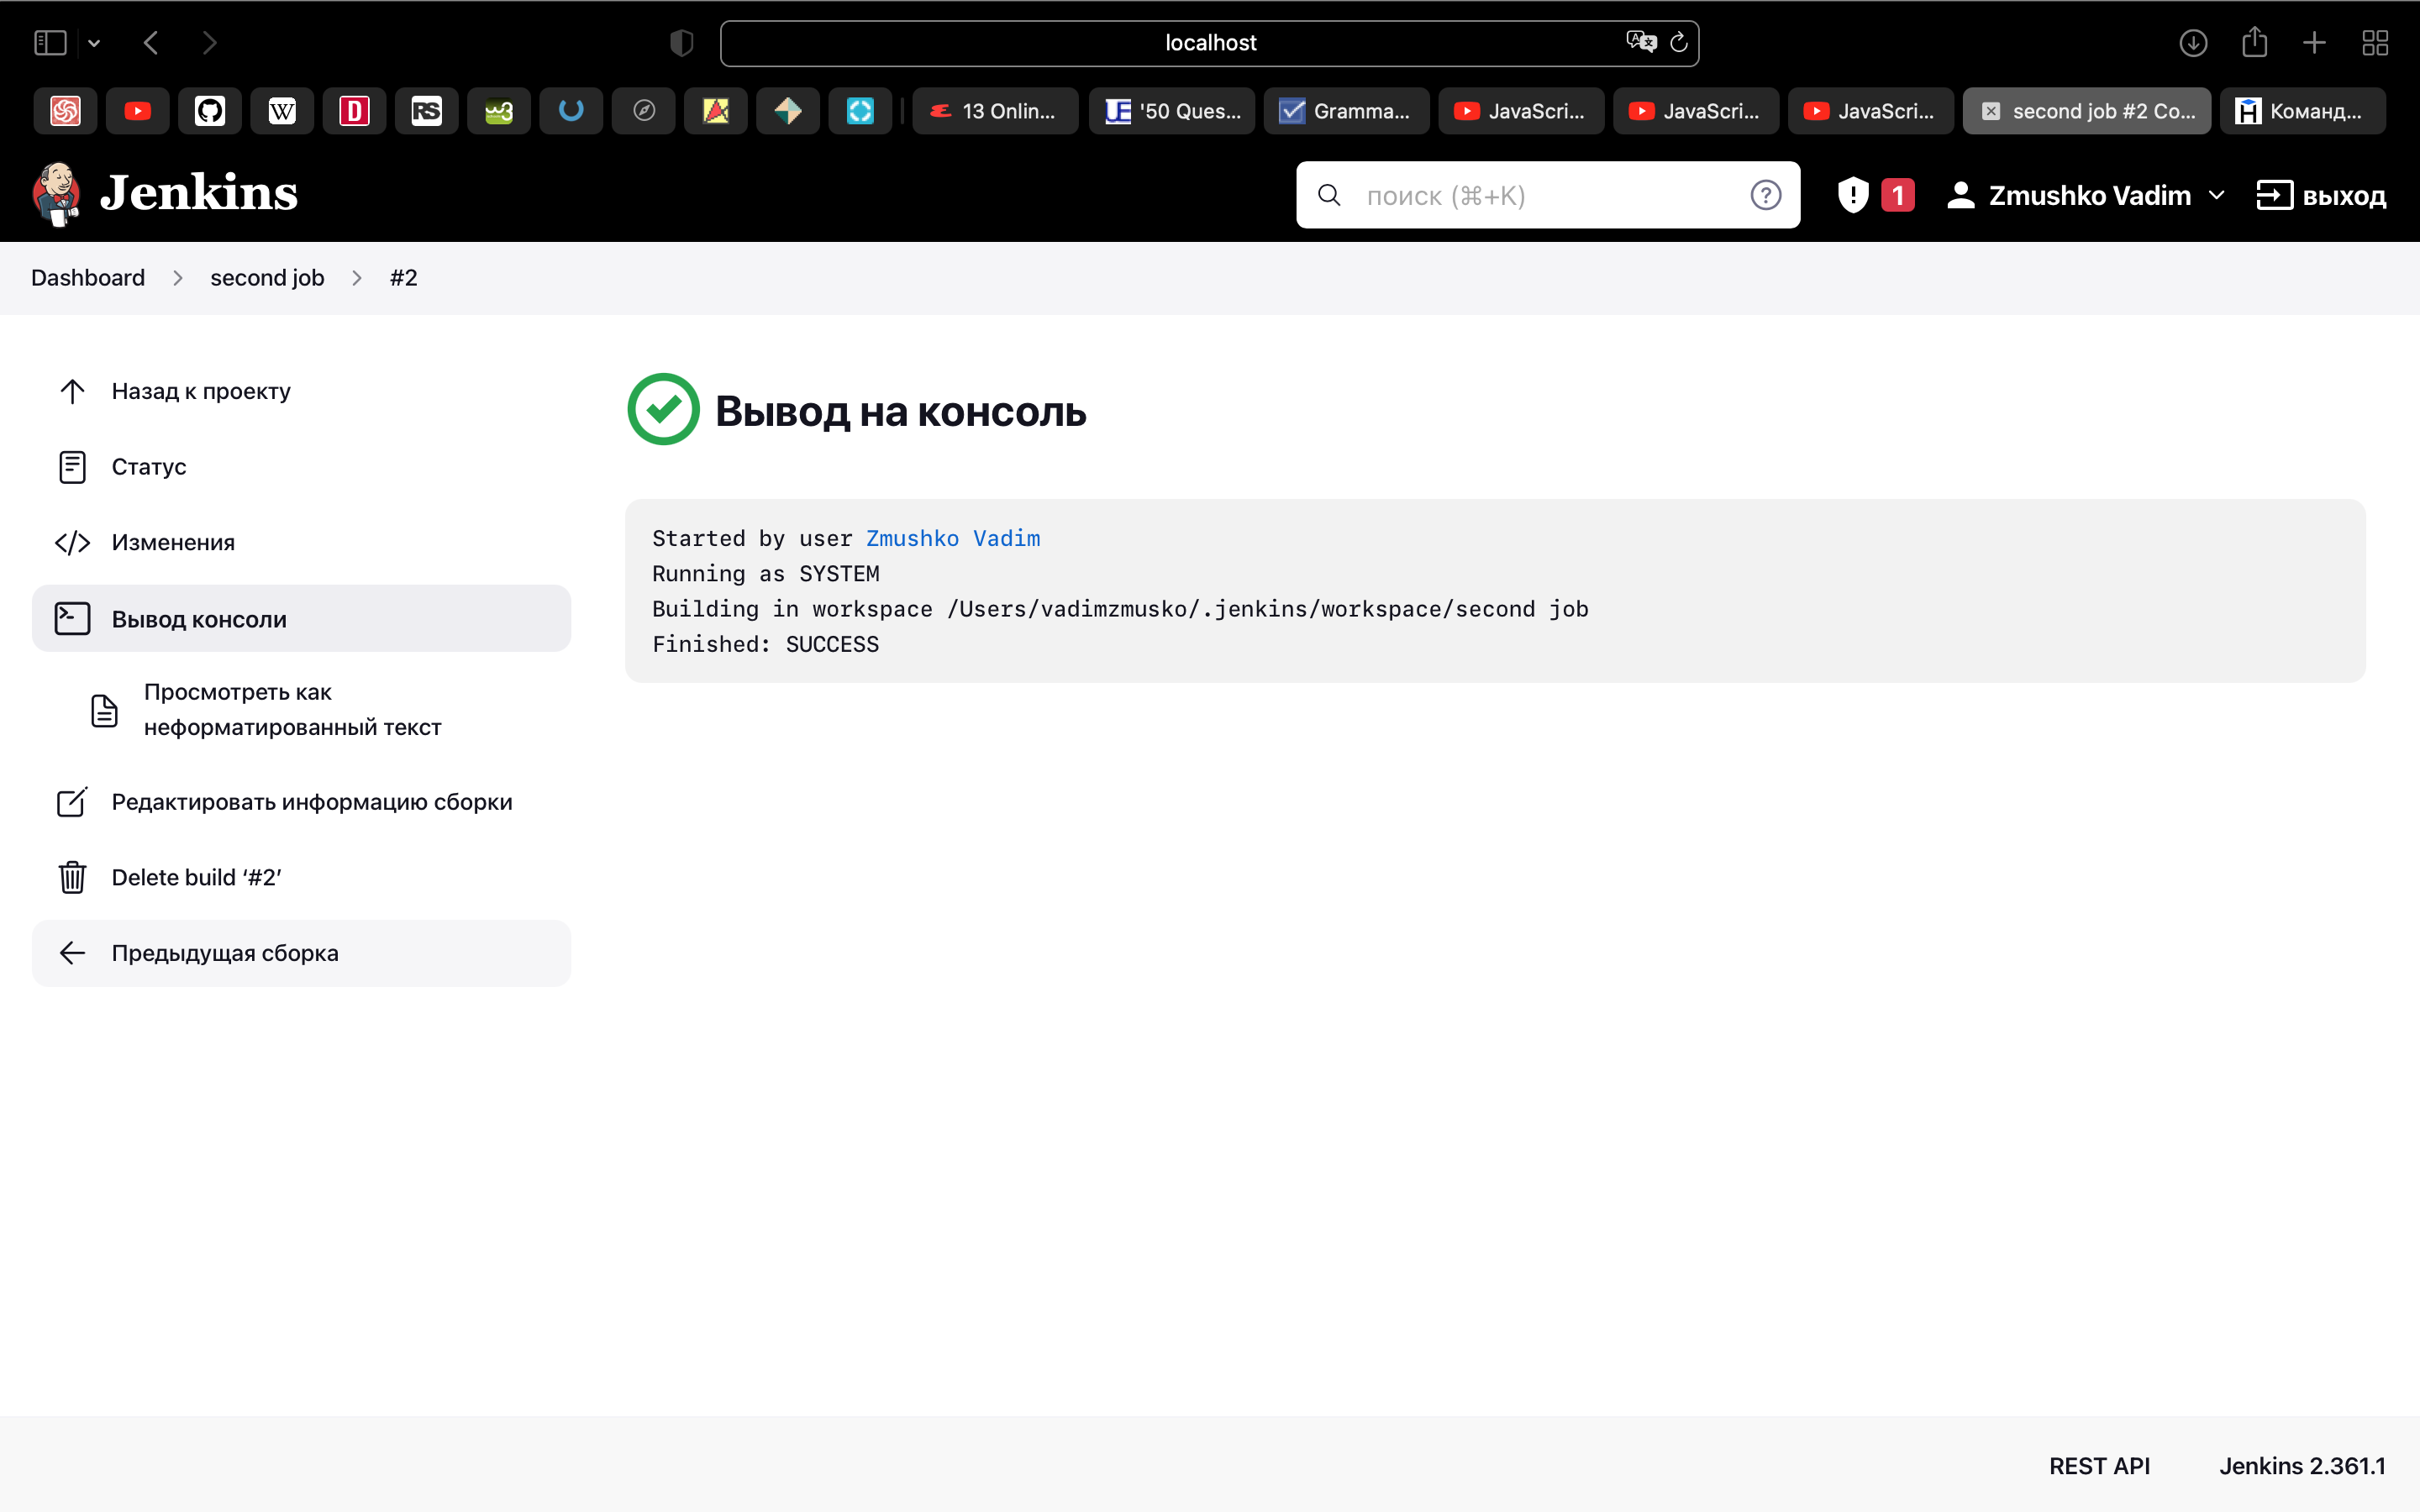 localhost
W
D
RS
w3
13 Onlin...
JE
'50 Ques...
Gramma...
JavaScri...
JavaScri...
JavaScri...
second job #2 Co...
H
Команд...
Jenkins
поиск (⌘+K)
?
1
Zmushko Vadim
выход
Dashboard > second job > #2
Назад к проекту
Статус
Изменения
Вывод консоли
Просмотреть как
неформатированный текст
Редактировать информацию сборки
Delete build ‘#2’
Предыдущая сборка
Вывод на консоль
Started by user Zmushko Vadim
Running as SYSTEM
Building in workspace /Users/vadimzmusko/.jenkins/workspace/second job
Finished: SUCCESS
REST API
Jenkins 2.361.1